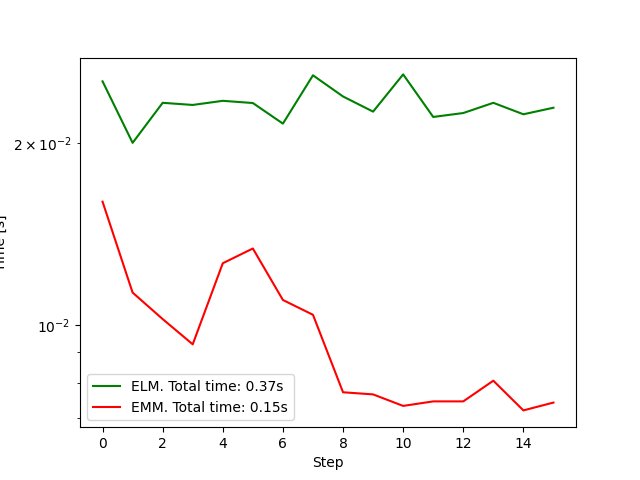 2 × 10⁻²
10⁻²
Time [s]
ELM. Total time: 0.37s
EMM. Total time: 0.15s
0 2 4 6 8 10 12 14
Step